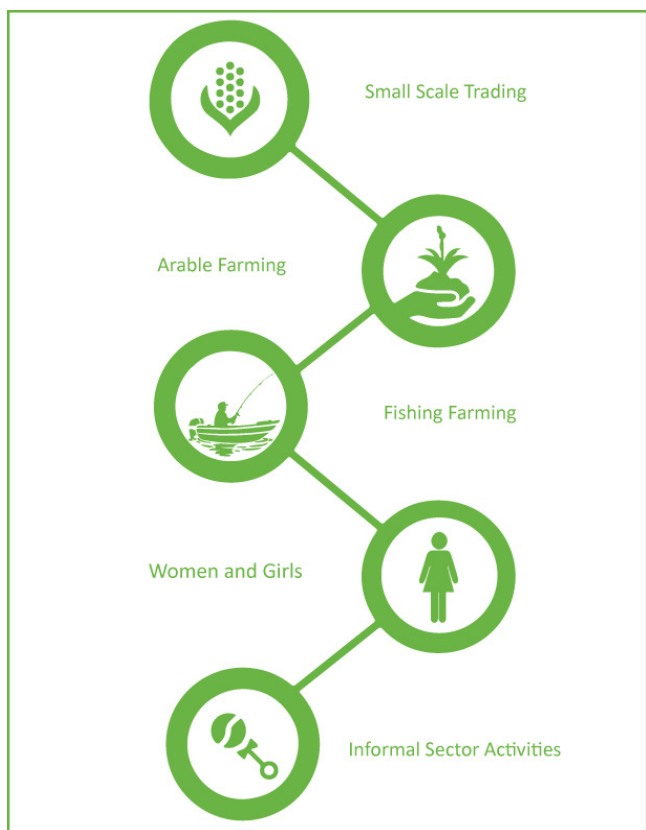 Small Scale Trading
Arable Farming
Fishing Farming
Women and Girls
Informal Sector Activities